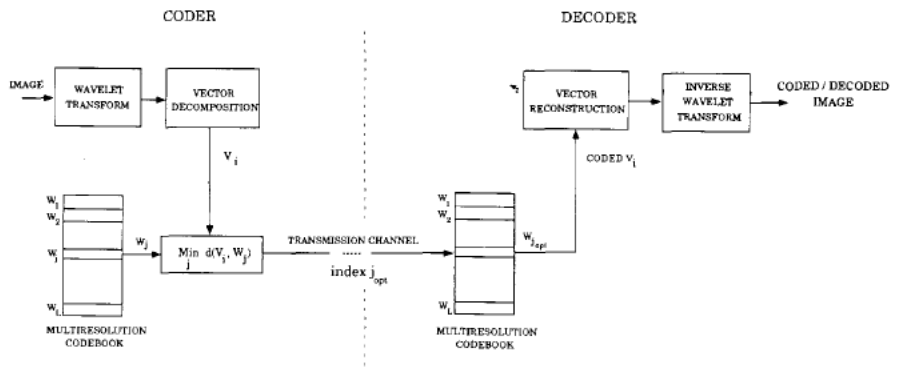 CODER
DECODER
IMAGE
WAVELET
TRANSFORM
VECTOR
DECOMPOSITION
VECTOR
RECONSTRUCTION
INVERSE
WAVELET
TRANSFORM
CODED / DECODED
IMAGE
V i
CODED V i
W 1
W 2
W j
W L
MULTIRESOLUTION
CODEBOOK
W j
Min d(V i , W j )
j
TRANSMISSION CHANNEL
index j opt
W 1
W 2
W L
MULTIRESOLUTION
CODEBOOK
W j opt